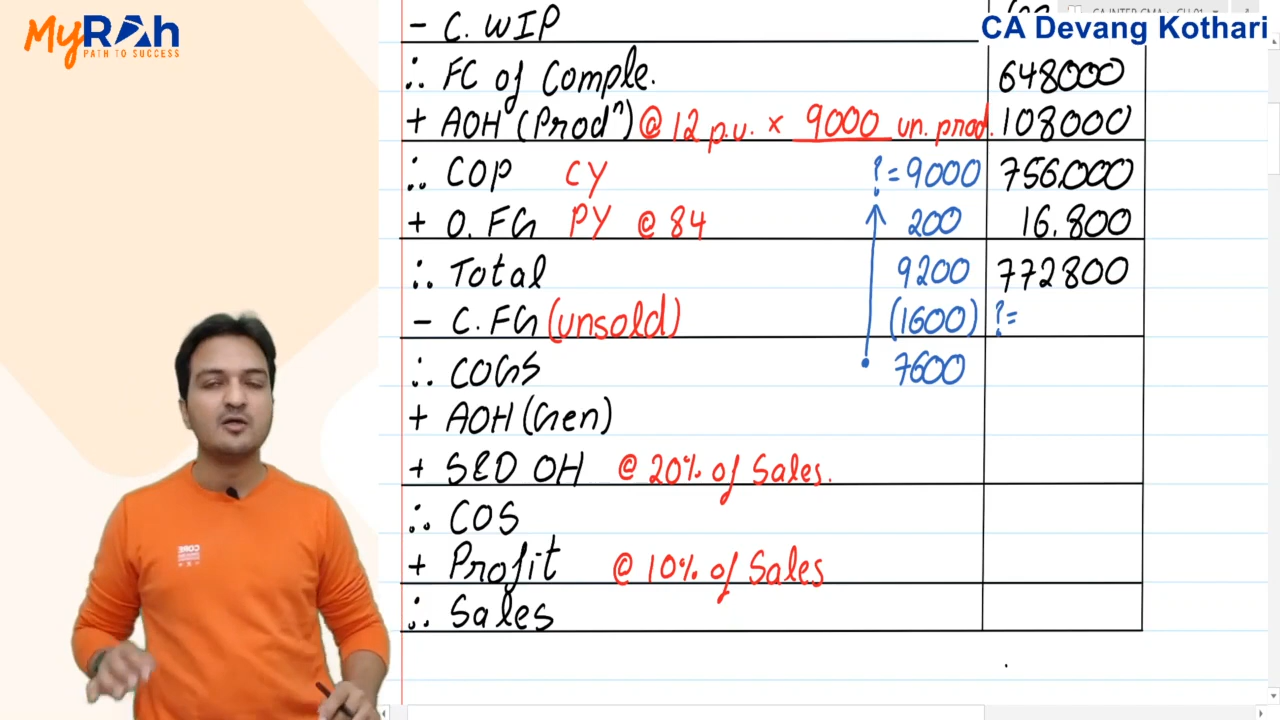 MyRah
PATH TO SUCCESS
CA Devang Kothari
- C. WIP
∴ FC of Comple. 648000
+ AOH (Prodⁿ) @ 12 p.u. × 9000 un. prod. 108000
∴ COP CY ? = 9000 756000
+ O. FG PY @ 84 200 16.800
∴ Total 9200 772800
- C. FG (unsold) (1600) ? =
∴ COGS 7600
+ AOH (Gen)
+ S&D OH @ 20% of Sales.
∴ COS
+ Profit @ 10% of Sales
∴ Sales
CORE